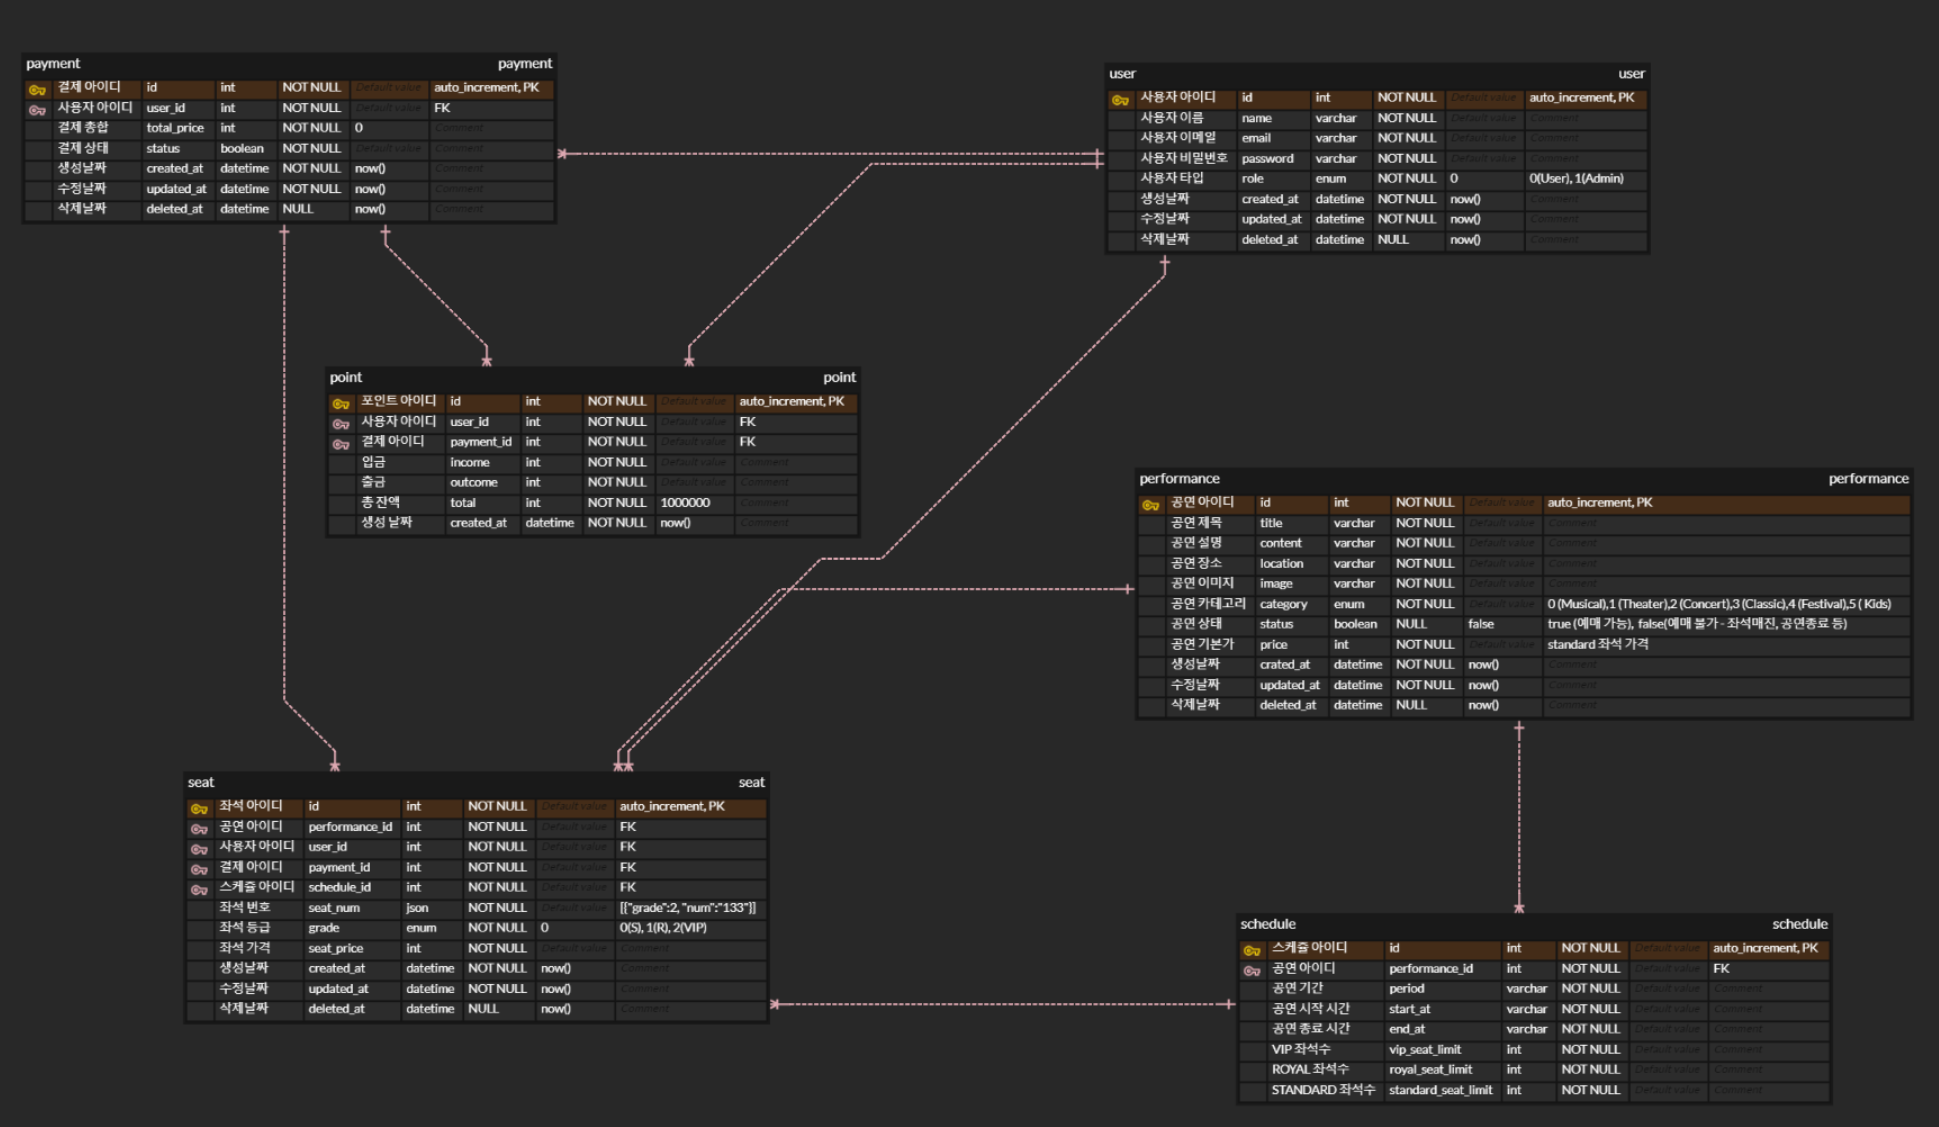 payment payment
결제 아이디 id int NOT NULL Default value auto_increment, PK
사용자 아이디 user_id int NOT NULL Default value FK
결제 총합 total_price int NOT NULL 0 Comment
결제 상태 status boolean NOT NULL Default value Comment
생성날짜 created_at datetime NOT NULL now() Comment
수정날짜 updated_at datetime NOT NULL now() Comment
삭제날짜 deleted_at datetime NULL now() Comment
user user
사용자 아이디 id int NOT NULL Default value auto_increment, PK
사용자 이름 name varchar NOT NULL Default value Comment
사용자 이메일 email varchar NOT NULL Default value Comment
사용자 비밀번호 password varchar NOT NULL Default value Comment
사용자 타입 role enum NOT NULL 0 0(User), 1(Admin)
생성날짜 created_at datetime NOT NULL now() Comment
수정날짜 updated_at datetime NOT NULL now() Comment
삭제날짜 deleted_at datetime NULL now() Comment
point point
포인트 아이디 id int NOT NULL Default value auto_increment, PK
사용자 아이디 user_id int NOT NULL Default value FK
결제 아이디 payment_id int NOT NULL Default value FK
입금 income int NOT NULL Default value Comment
출금 outcome int NOT NULL Default value Comment
총 잔액 total int NOT NULL 1000000 Comment
생성 날짜 created_at datetime NOT NULL now() Comment
performance performance
공연 아이디 id int NOT NULL Default value auto_increment, PK
공연 제목 title varchar NOT NULL Default value Comment
공연 설명 content varchar NOT NULL Default value Comment
공연 장소 location varchar NOT NULL Default value Comment
공연 이미지 image varchar NOT NULL Default value Comment
공연 카테고리 category enum NOT NULL Default value 0 (Musical),1 (Theater),2 (Concert),3 (Classic),4 (Festival),5 ( Kids)
공연 상태 status boolean NULL false true (예매 가능), false(예매 불가 - 좌석매진, 공연종료 등)
공연 기본가 price int NOT NULL Default value standard 좌석 가격
생성날짜 crated_at datetime NOT NULL now() Comment
수정날짜 updated_at datetime NOT NULL now() Comment
삭제날짜 deleted_at datetime NULL now() Comment
seat seat
좌석 아이디 id int NOT NULL Default value auto_increment, PK
공연 아이디 performance_id int NOT NULL Default value FK
사용자 아이디 user_id int NOT NULL Default value FK
결제 아이디 payment_id int NOT NULL Default value FK
스케쥴 아이디 schedule_id int NOT NULL Default value FK
좌석 번호 seat_num json NOT NULL Default value [{"grade":2, "num":"133"}]
좌석 등급 grade enum NOT NULL 0 0(S), 1(R), 2(VIP)
좌석 가격 seat_price int NOT NULL Default value Comment
생성날짜 created_at datetime NOT NULL now() Comment
수정날짜 updated_at datetime NOT NULL now() Comment
삭제날짜 deleted_at datetime NULL now() Comment
schedule schedule
스케쥴 아이디 id int NOT NULL Default value auto_increment, PK
공연 아이디 performance_id int NOT NULL Default value FK
공연 기간 period varchar NOT NULL Default value Comment
공연 시작 시간 start_at varchar NOT NULL Default value Comment
공연 종료 시간 end_at varchar NOT NULL Default value Comment
VIP 좌석수 vip_seat_limit int NOT NULL Default value Comment
ROYAL 좌석수 royal_seat_limit int NOT NULL Default value Comment
STANDARD 좌석수 standard_seat_limit int NOT NULL Default value Comment